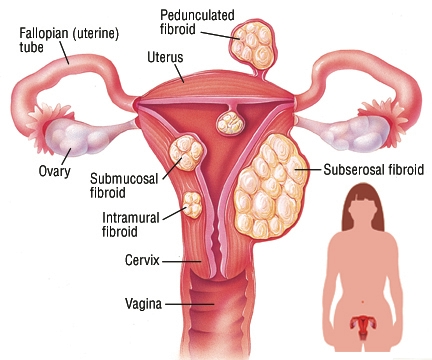 Pedunculated
fibroid
Fallopian (uterine)
tube
Uterus
Ovary
Submucosal
fibroid
Subserosal fibroid
Intramural
fibroid
Cervix
Vagina